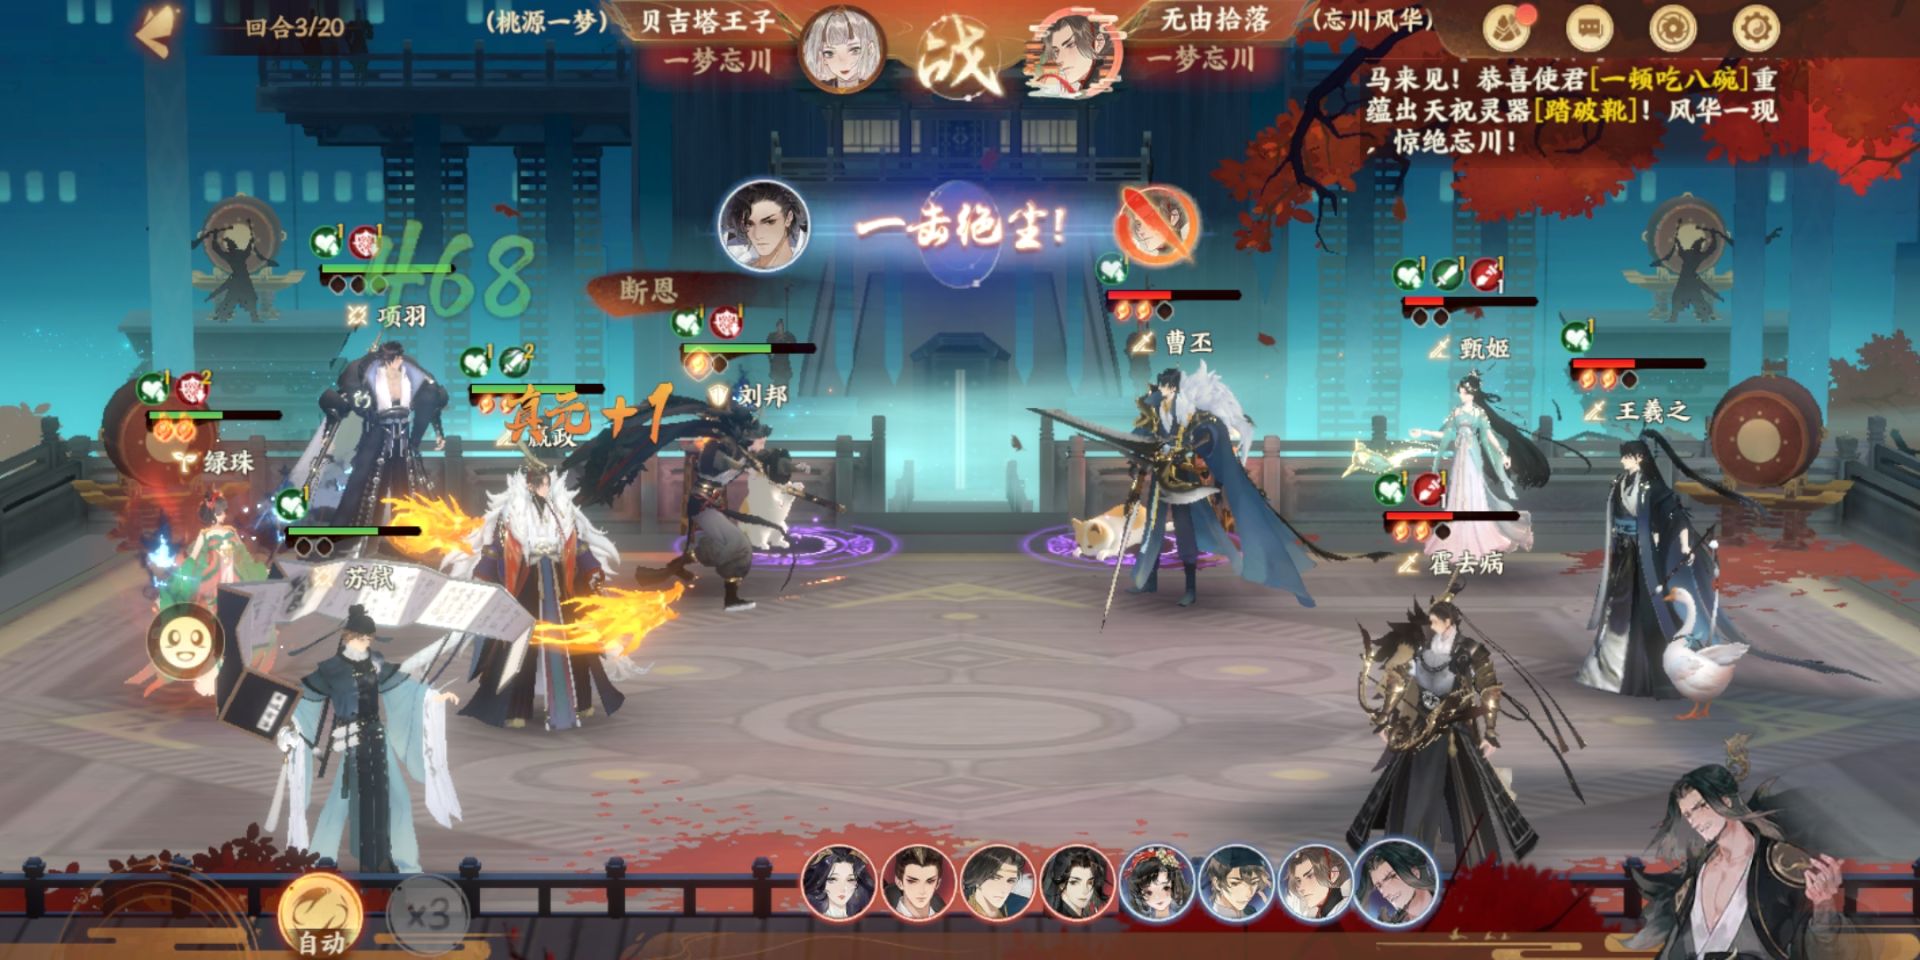 回合3/20
(桃源一梦)
贝吉塔王子
一梦忘川
战
无由拾落
一梦忘川
(忘川风华)
马来见！恭喜使君[一顿吃八碗]重
蕴出天祝灵器[踏破靴]！风华一现
，惊绝忘川！
一击绝尘！
468
断恩
项羽
刘邦
曹丕
甄姬
王羲之
真元+1
嬴政
绿珠
苏轼
霍去病
自动
×3